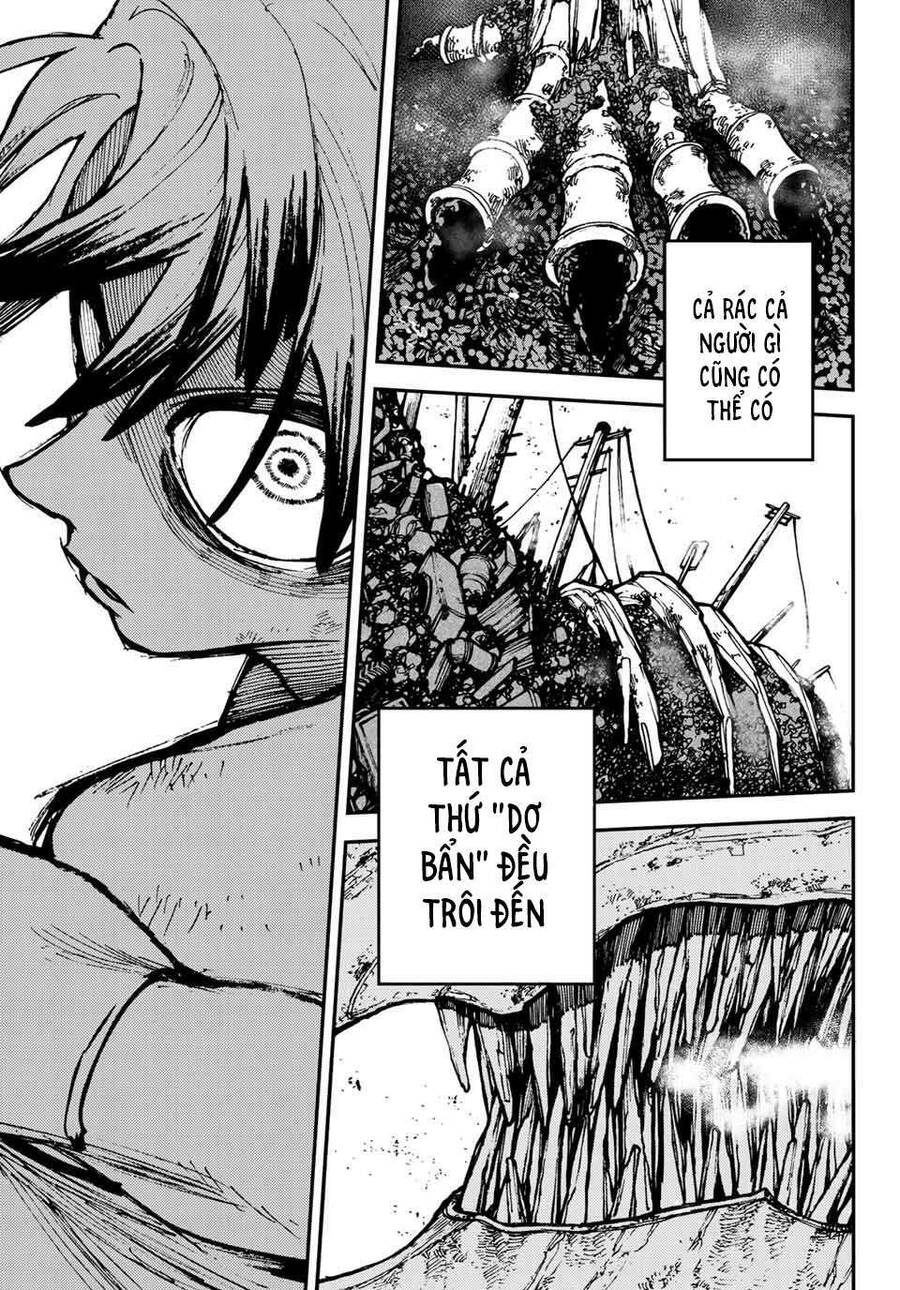 CẢ RÁC CẢ
NGƯỜI GÌ
CŨNG CÓ
THỂ CÓ
TẤT CẢ
THỨ "DƠ
BẨN" ĐỀU
TRÔI ĐẾN